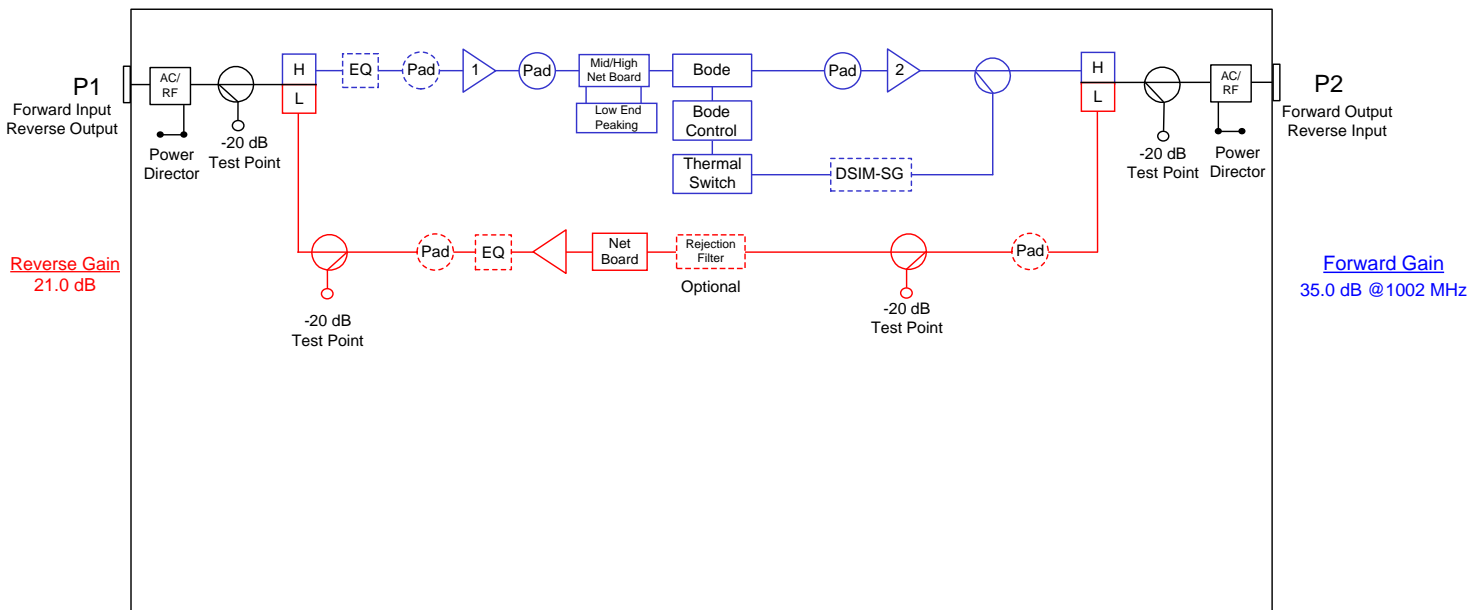 P1
Forward Input
Reverse Output
AC/
RF
Power
Director
-20 dB
Test Point
H
L
EQ
Pad
1
Pad
Mid/High
Net Board
Low End
Peaking
Bode
Bode
Control
Thermal
Switch
Pad
2
DSIM-SG
H
L
-20 dB
Test Point
AC/
RF
Power
Director
P2
Forward Output
Reverse Input
Reverse Gain
21.0 dB
-20 dB
Test Point
Pad
EQ
Net
Board
Rejection
Filter
Optional
-20 dB
Test Point
Pad
Forward Gain
35.0 dB @1002 MHz